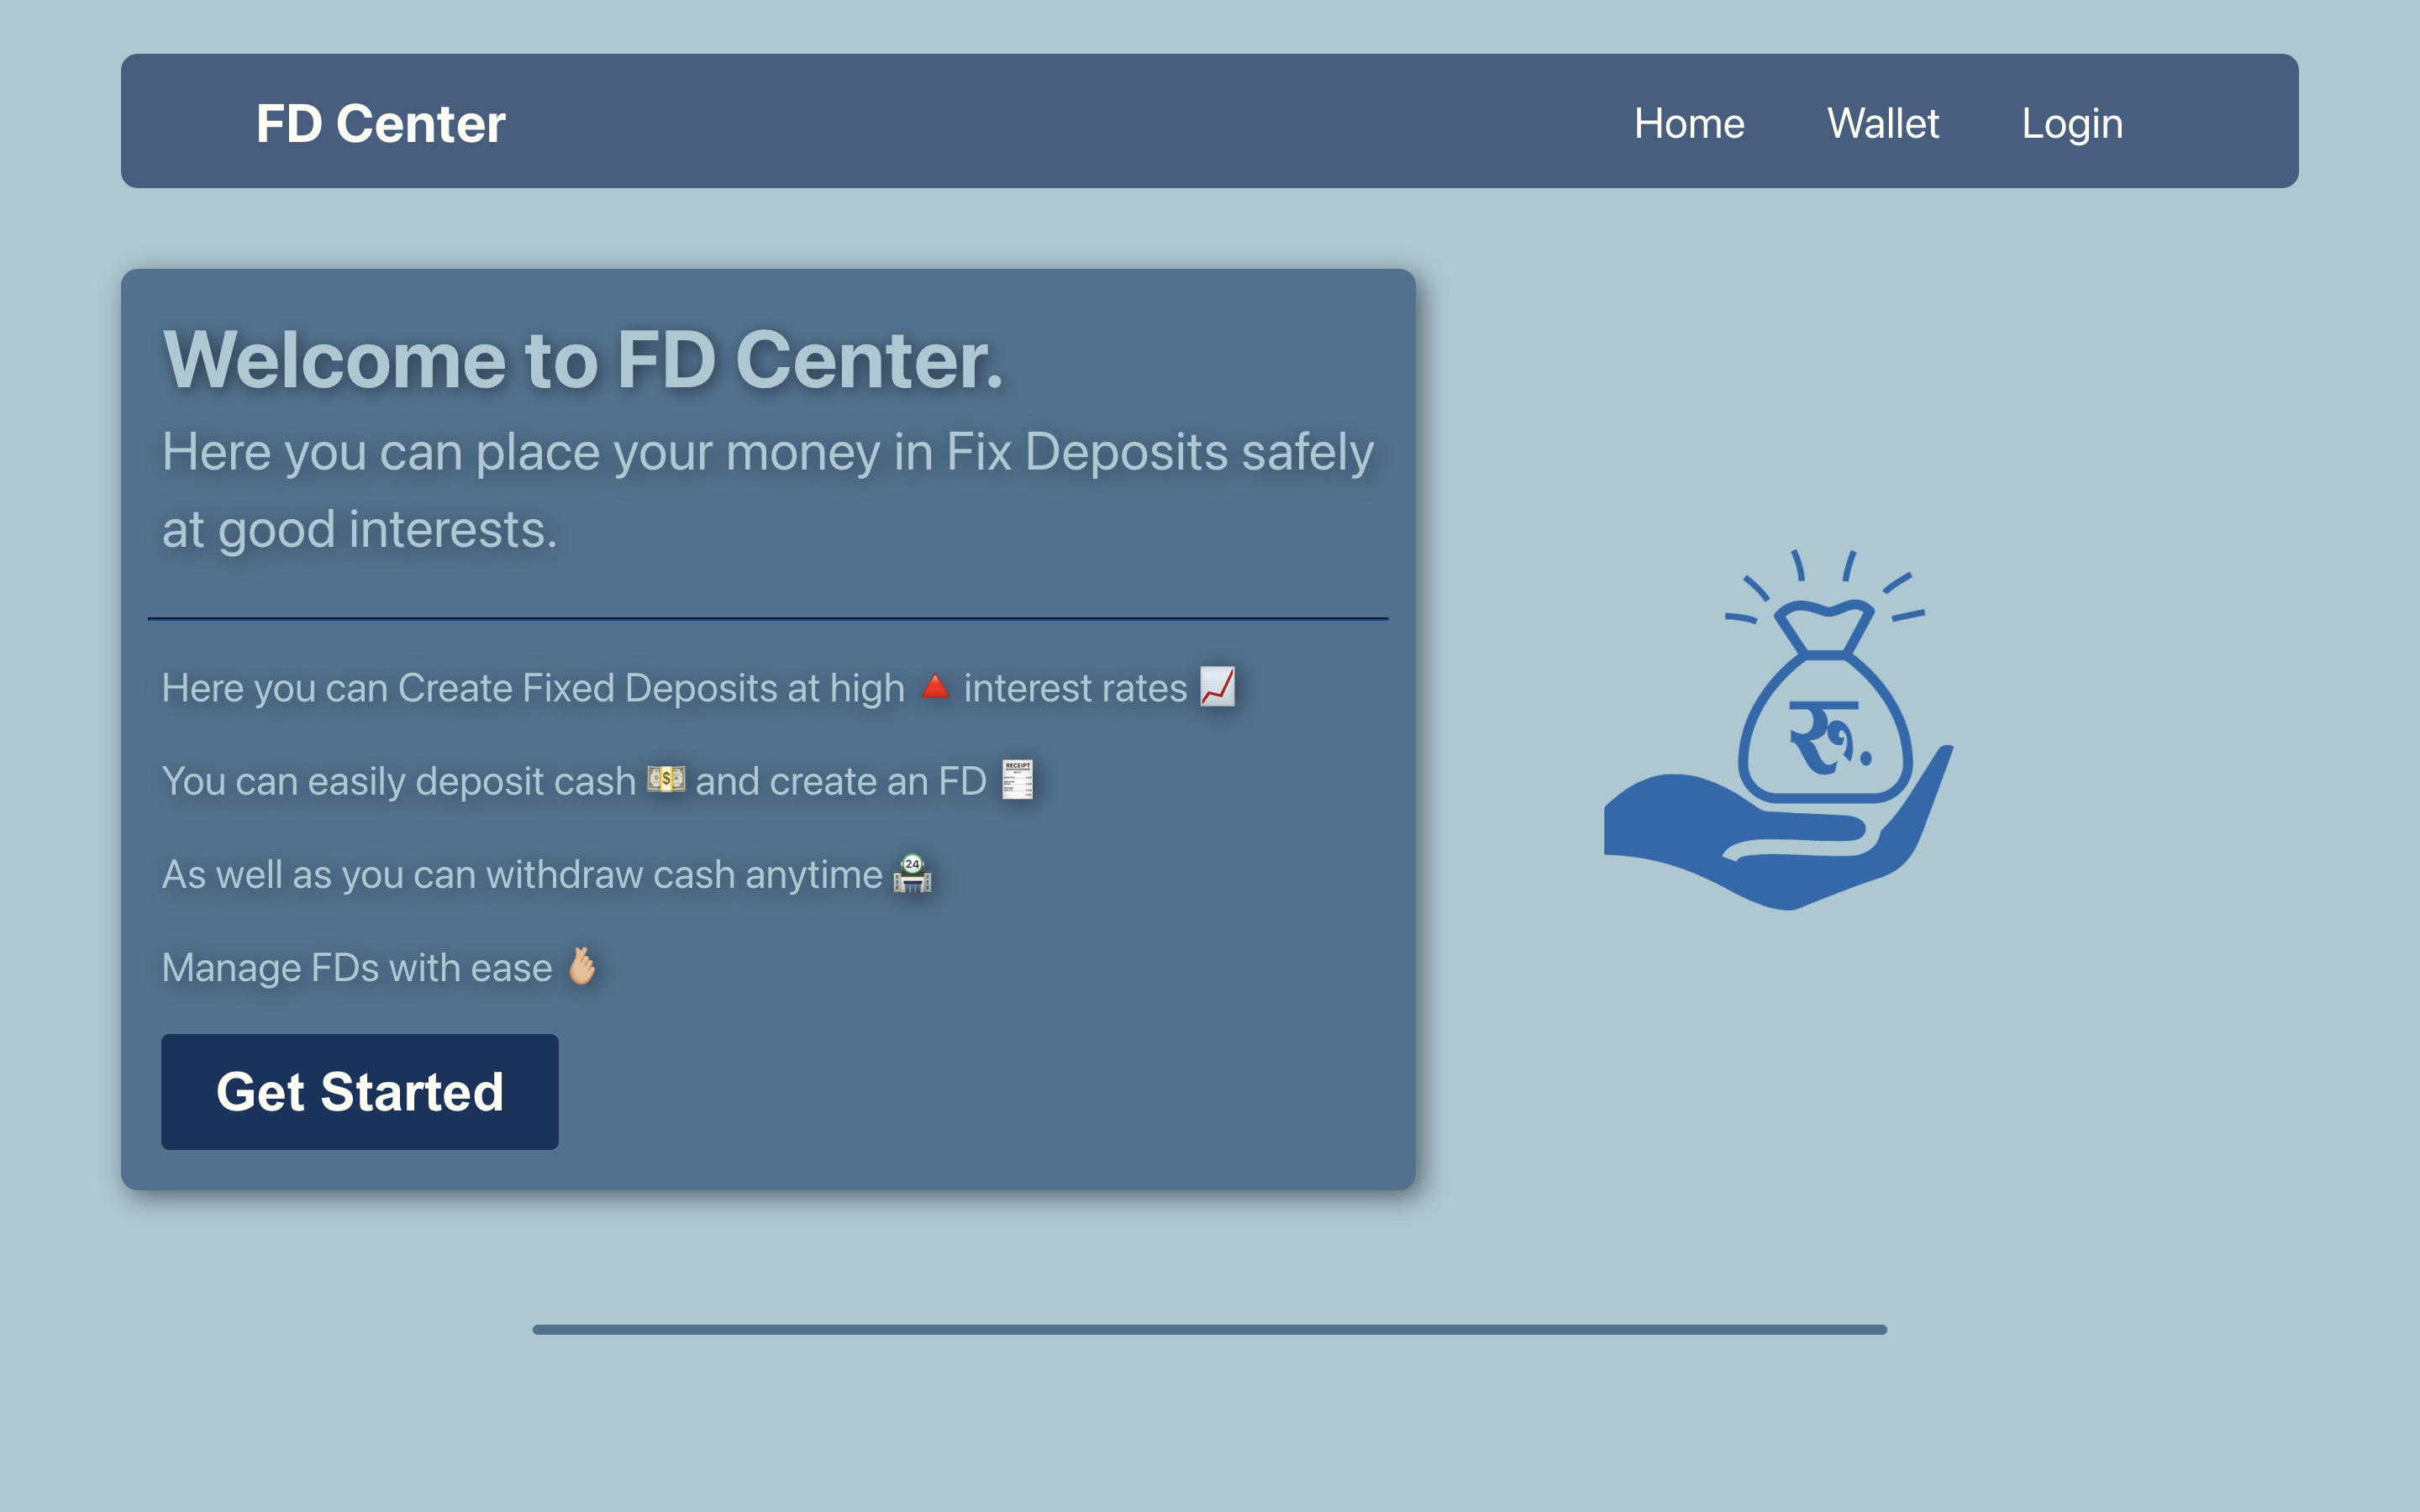 FD Center
Home Wallet Login
Welcome to FD Center.
Here you can place your money in Fix Deposits safely
at good interests.
Here you can Create Fixed Deposits at high 🔺 interest rates 📈
You can easily deposit cash 💵 and create an FD 🧾
RECEIPT
As well as you can withdraw cash anytime 🏧
24
Manage FDs with ease 🫰🏼
Get Started
रू.